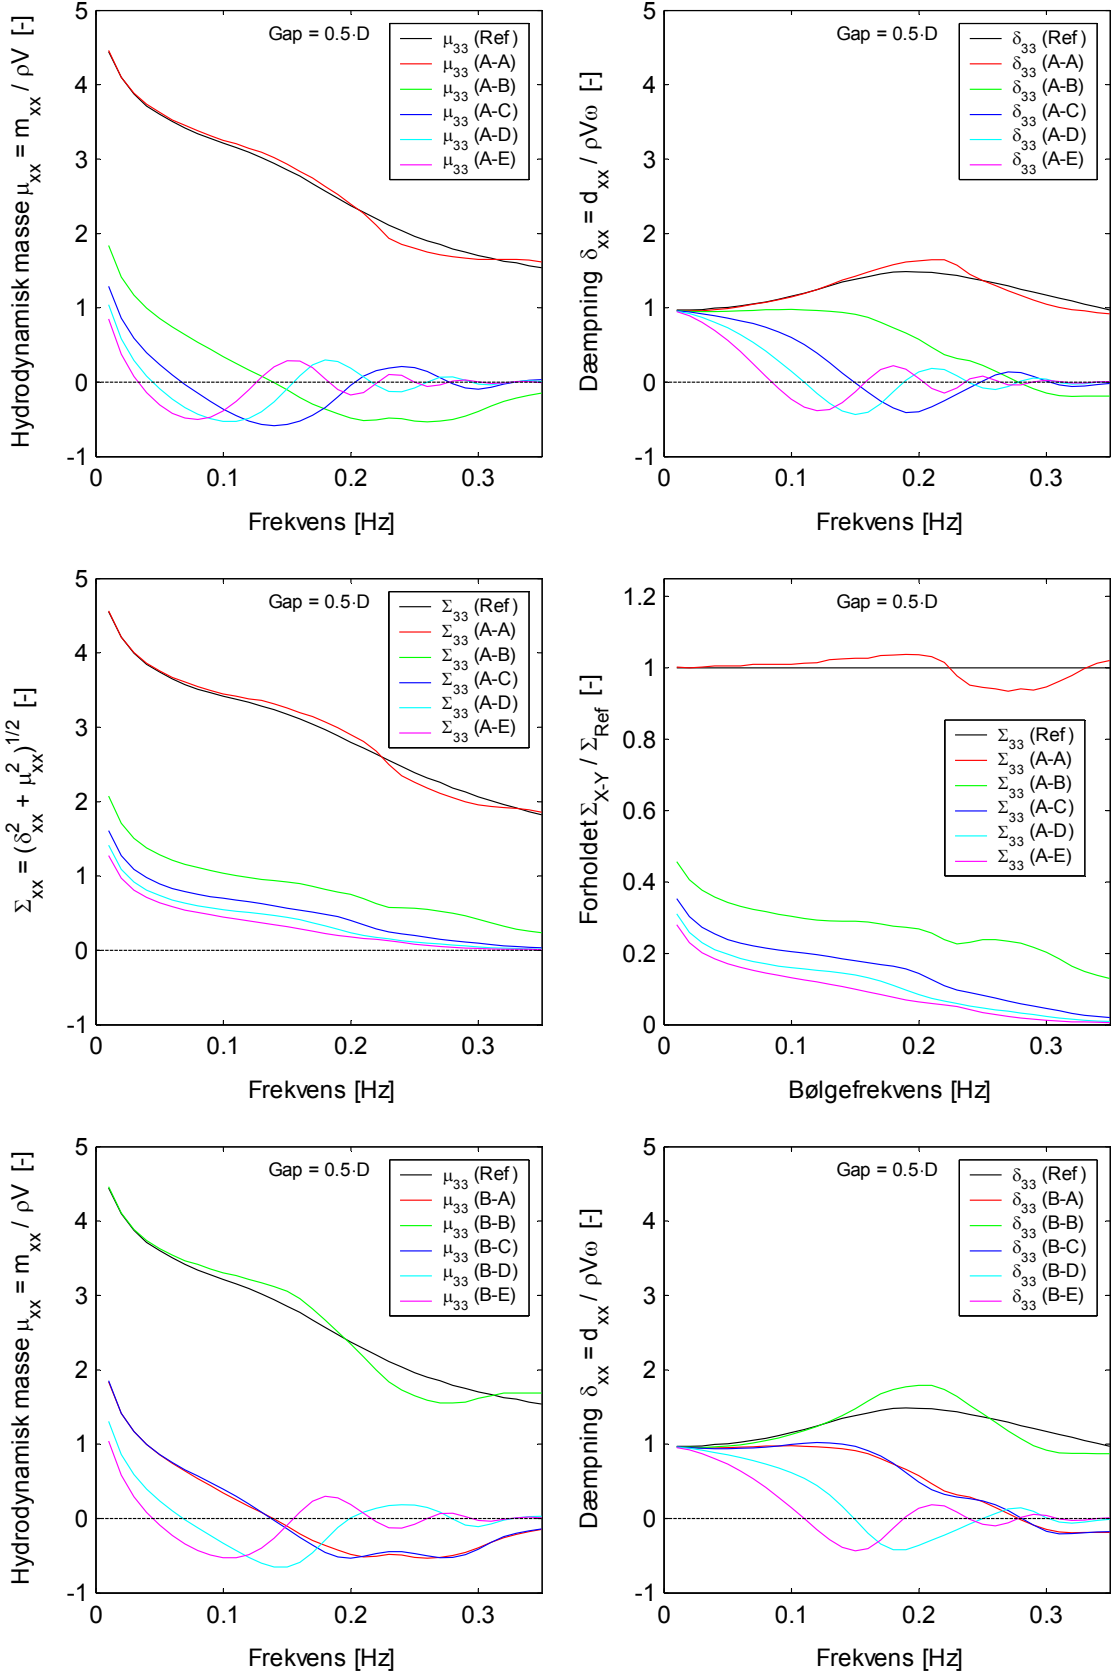 Hydrodynamisk masse μxx = mxx / ρV [-]
5
4
3
2
1
0
-1
Gap = 0.5·D
μ33 (Ref)
μ33 (A-A)
μ33 (A-B)
μ33 (A-C)
μ33 (A-D)
μ33 (A-E)
0
0.1
0.2
0.3
Frekvens [Hz]
Dæmpning δxx = dxx / ρVω [-]
5
4
3
2
1
0
-1
Gap = 0.5·D
δ33 (Ref)
δ33 (A-A)
δ33 (A-B)
δ33 (A-C)
δ33 (A-D)
δ33 (A-E)
0
0.1
0.2
0.3
Frekvens [Hz]
Σxx = (δ²xx + μ²xx)^1/2 [-]
5
4
3
2
1
0
-1
Gap = 0.5·D
Σ33 (Ref)
Σ33 (A-A)
Σ33 (A-B)
Σ33 (A-C)
Σ33 (A-D)
Σ33 (A-E)
0
0.1
0.2
0.3
Frekvens [Hz]
Forholdet ΣX-Y / ΣRef [-]
1.2
1
0.8
0.6
0.4
0.2
0
Gap = 0.5·D
Σ33 (Ref)
Σ33 (A-A)
Σ33 (A-B)
Σ33 (A-C)
Σ33 (A-D)
Σ33 (A-E)
0
0.1
0.2
0.3
Bølgefrekvens [Hz]
Hydrodynamisk masse μxx = mxx / ρV [-]
5
4
3
2
1
0
-1
Gap = 0.5·D
μ33 (Ref)
μ33 (B-A)
μ33 (B-B)
μ33 (B-C)
μ33 (B-D)
μ33 (B-E)
0
0.1
0.2
0.3
Frekvens [Hz]
Dæmpning δxx = dxx / ρVω [-]
5
4
3
2
1
0
-1
Gap = 0.5·D
δ33 (Ref)
δ33 (B-A)
δ33 (B-B)
δ33 (B-C)
δ33 (B-D)
δ33 (B-E)
0
0.1
0.2
0.3
Frekvens [Hz]